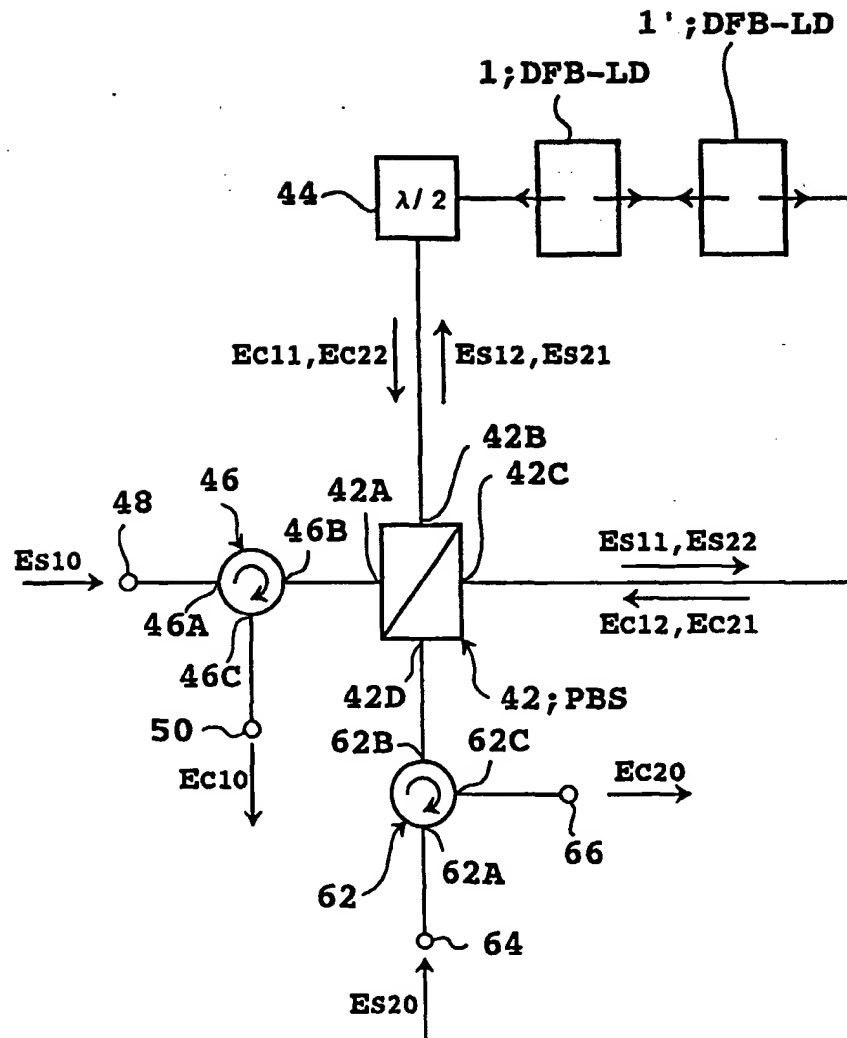 1';DFB-LD
1;DFB-LD
44
λ/2
EC11,EC22
ES12,ES21
42B
42C
42A
46
46B
48
ES10
ES11,ES22
46A
EC12,EC21
46C
42D
42;PBS
50
62B
62C
EC10
EC20
66
62
62A
64
ES20